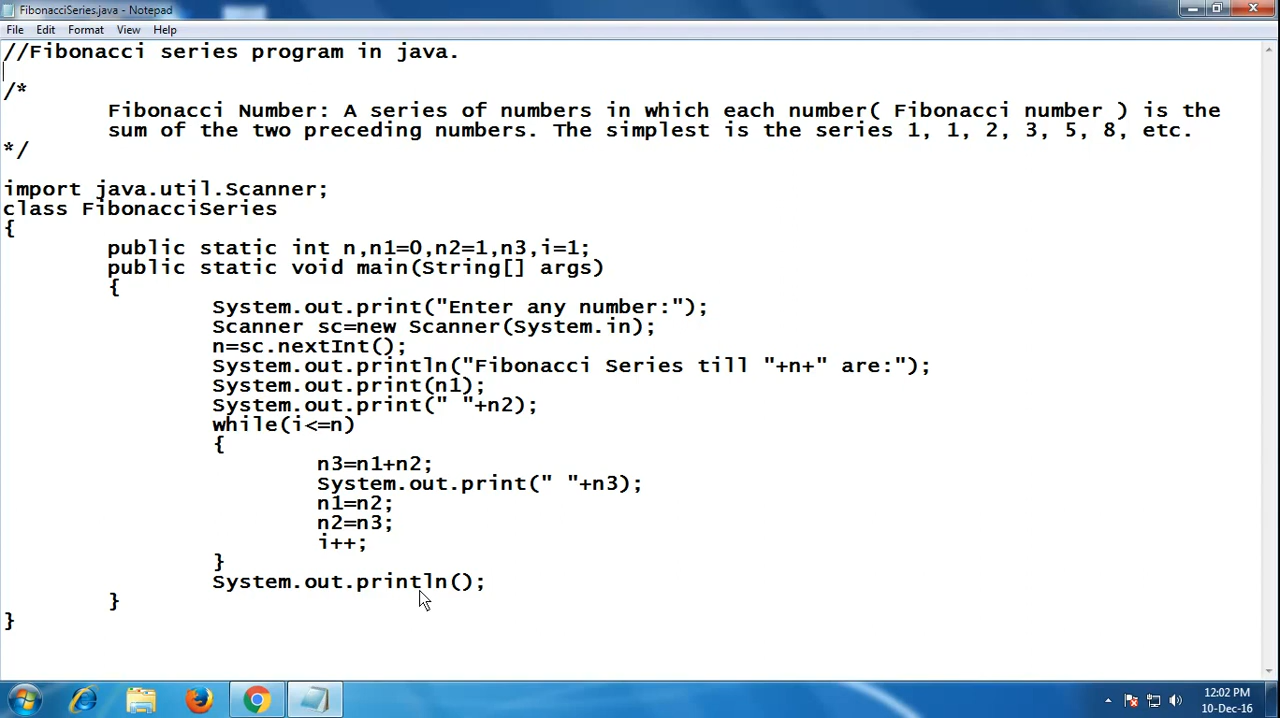 FibonacciSeries.java - Notepad
File Edit Format View Help
//Fibonacci series program in java.
/*
Fibonacci Number: A series of numbers in which each number( Fibonacci number ) is the
sum of the two preceding numbers. The simplest is the series 1, 1, 2, 3, 5, 8, etc.
*/
import java.util.Scanner;
class FibonacciSeries
{
public static int n,n1=0,n2=1,n3,i=1;
public static void main(String[] args)
{
System.out.print("Enter any number:");
Scanner sc=new Scanner(System.in);
n=sc.nextInt();
System.out.println("Fibonacci Series till "+n+" are:");
System.out.print(n1);
System.out.print(" "+n2);
while(i<=n)
{
n3=n1+n2;
System.out.print(" "+n3);
n1=n2;
n2=n3;
i++;
}
System.out.println();
}
}
12:02 PM
10-Dec-16